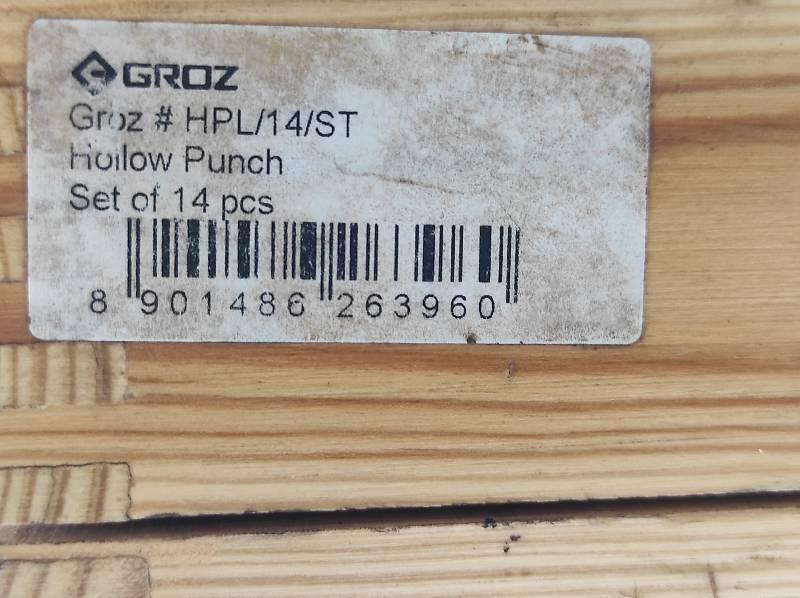 GROZ
Groz # HPL/14/ST
Hollow Punch
Set of 14 pcs
8 901486 263960